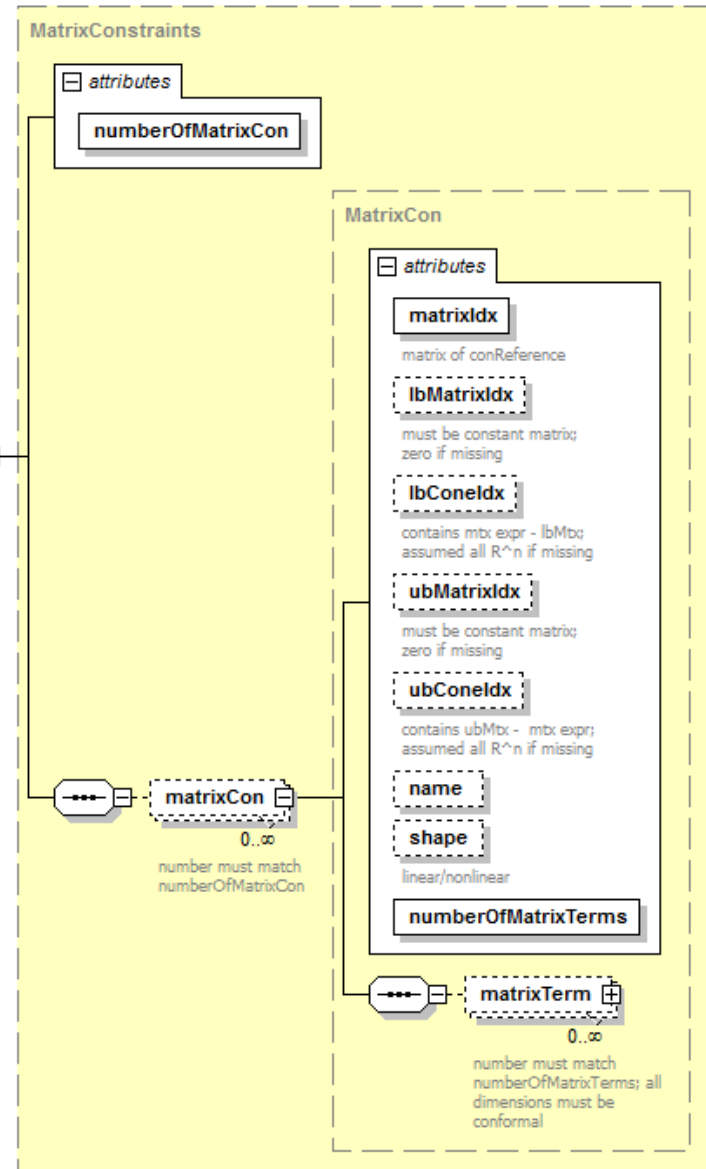 MatrixConstraints
attributes
numberOfMatrixCon
MatrixCon
attributes
matrixIdx
matrix of conReference
lbMatrixIdx
must be constant matrix;
zero if missing
lbConeIdx
contains mtx expr - lbMtx;
assumed all R^n if missing
ubMatrixIdx
must be constant matrix;
zero if missing
ubConeIdx
contains ubMtx - mtx expr;
assumed all R^n if missing
name
shape
linear/nonlinear
numberOfMatrixTerms
matrixCon
0..∞
number must match
numberOfMatrixCon
matrixTerm
0..∞
number must match
numberOfMatrixTerms; all
dimensions must be
conformal